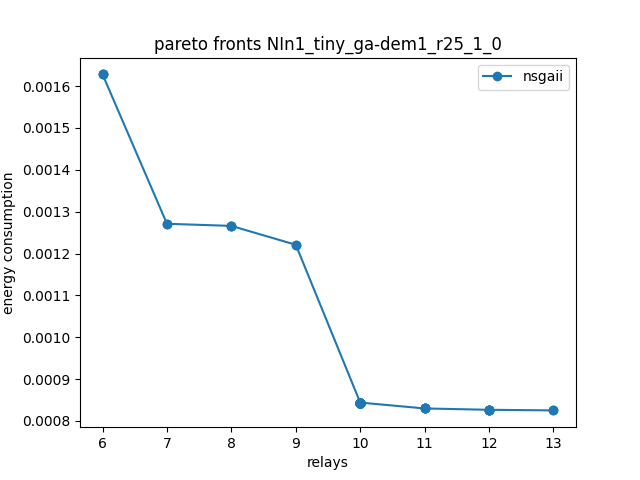 pareto fronts NIn1_tiny_ga-dem1_r25_1_0
nsgaii
0.0016
0.0015
0.0014
0.0013
0.0012
0.0011
0.0010
0.0009
0.0008
energy consumption
6 7 8 9 10 11 12 13
relays